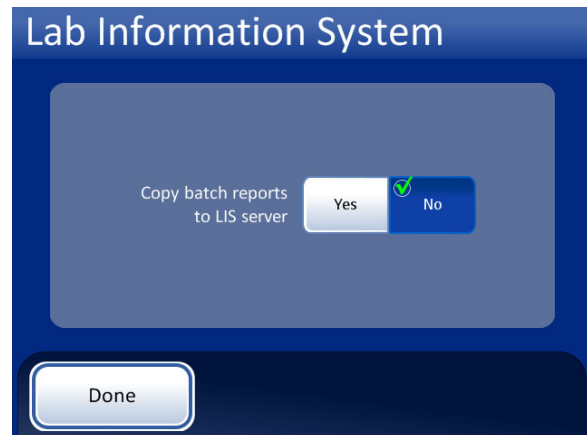 Lab Information System
Copy batch reports
to LIS server
Yes
No
Done